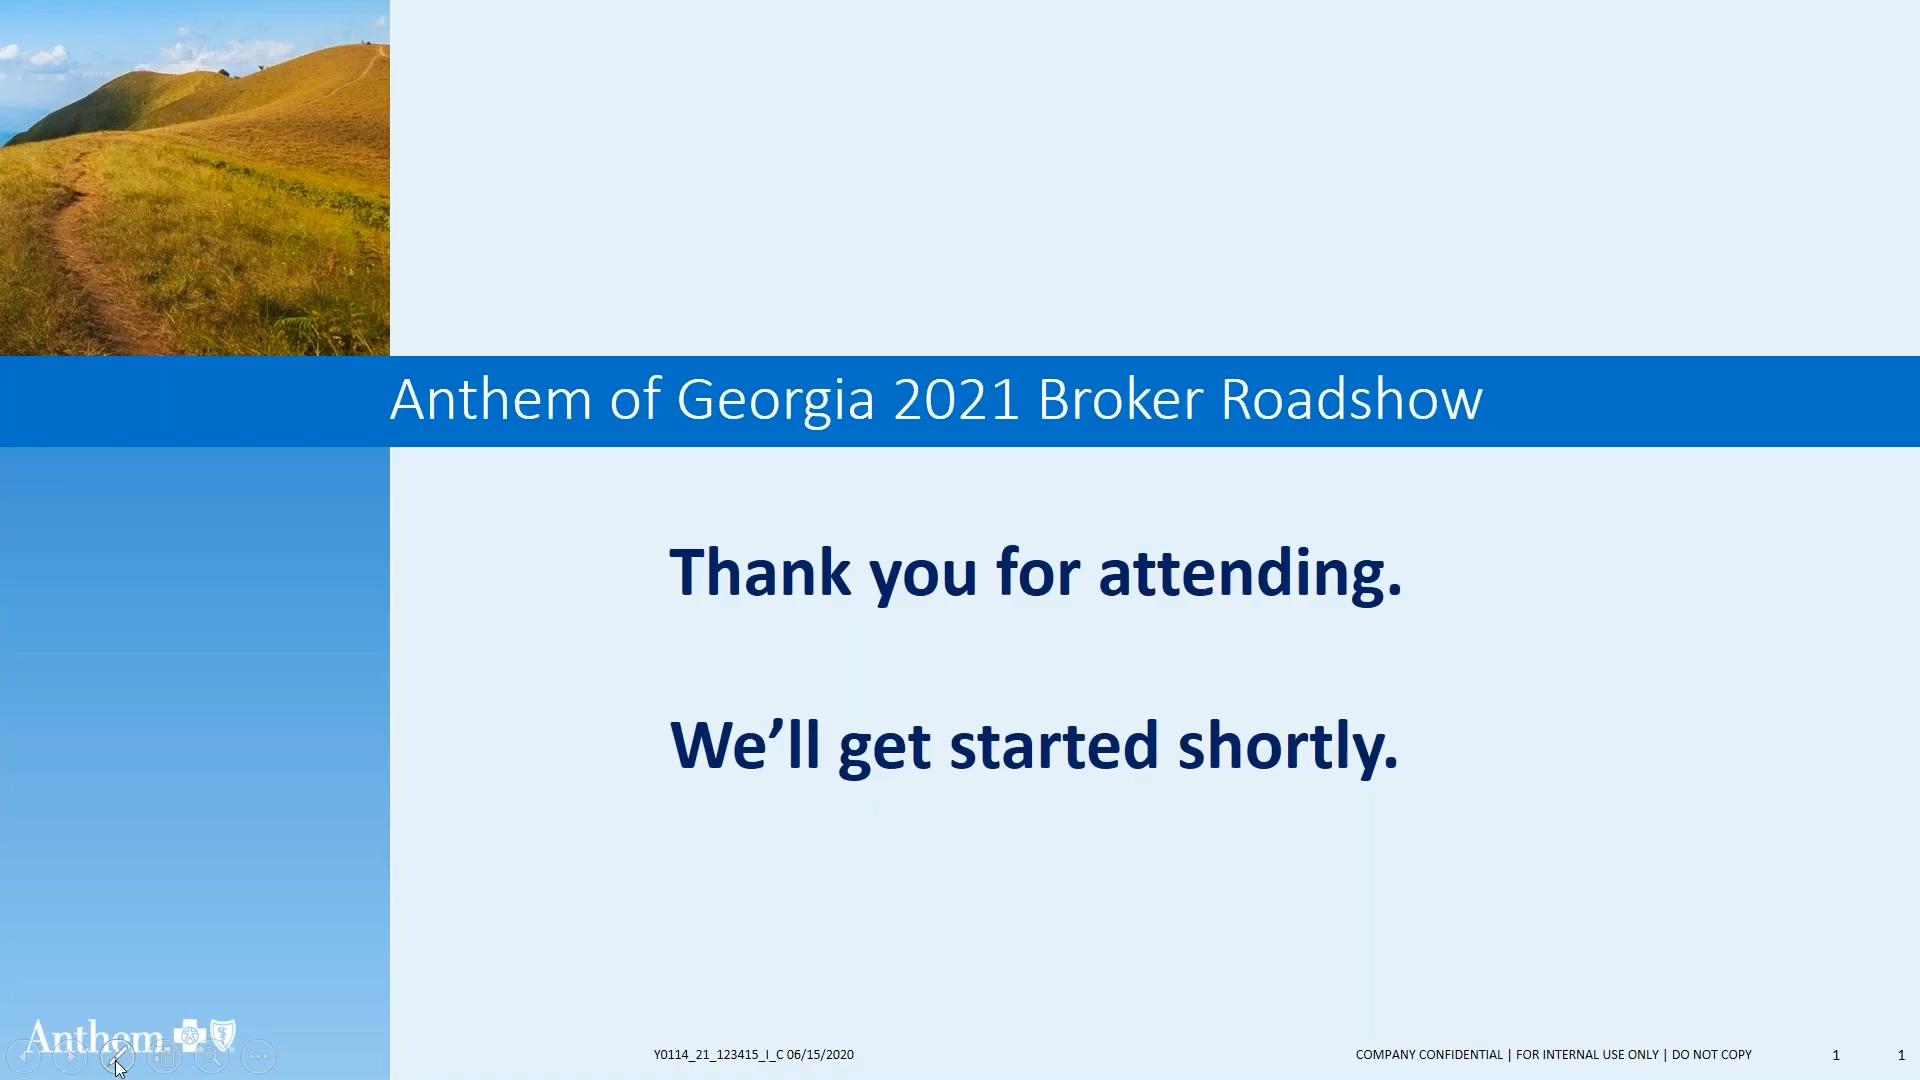 Anthem of Georgia 2021 Broker Roadshow
Thank you for attending.
We’ll get started shortly.
Anthem
Y0114_21_123415_I_C 06/15/2020
COMPANY CONFIDENTIAL | FOR INTERNAL USE ONLY | DO NOT COPY
1
1